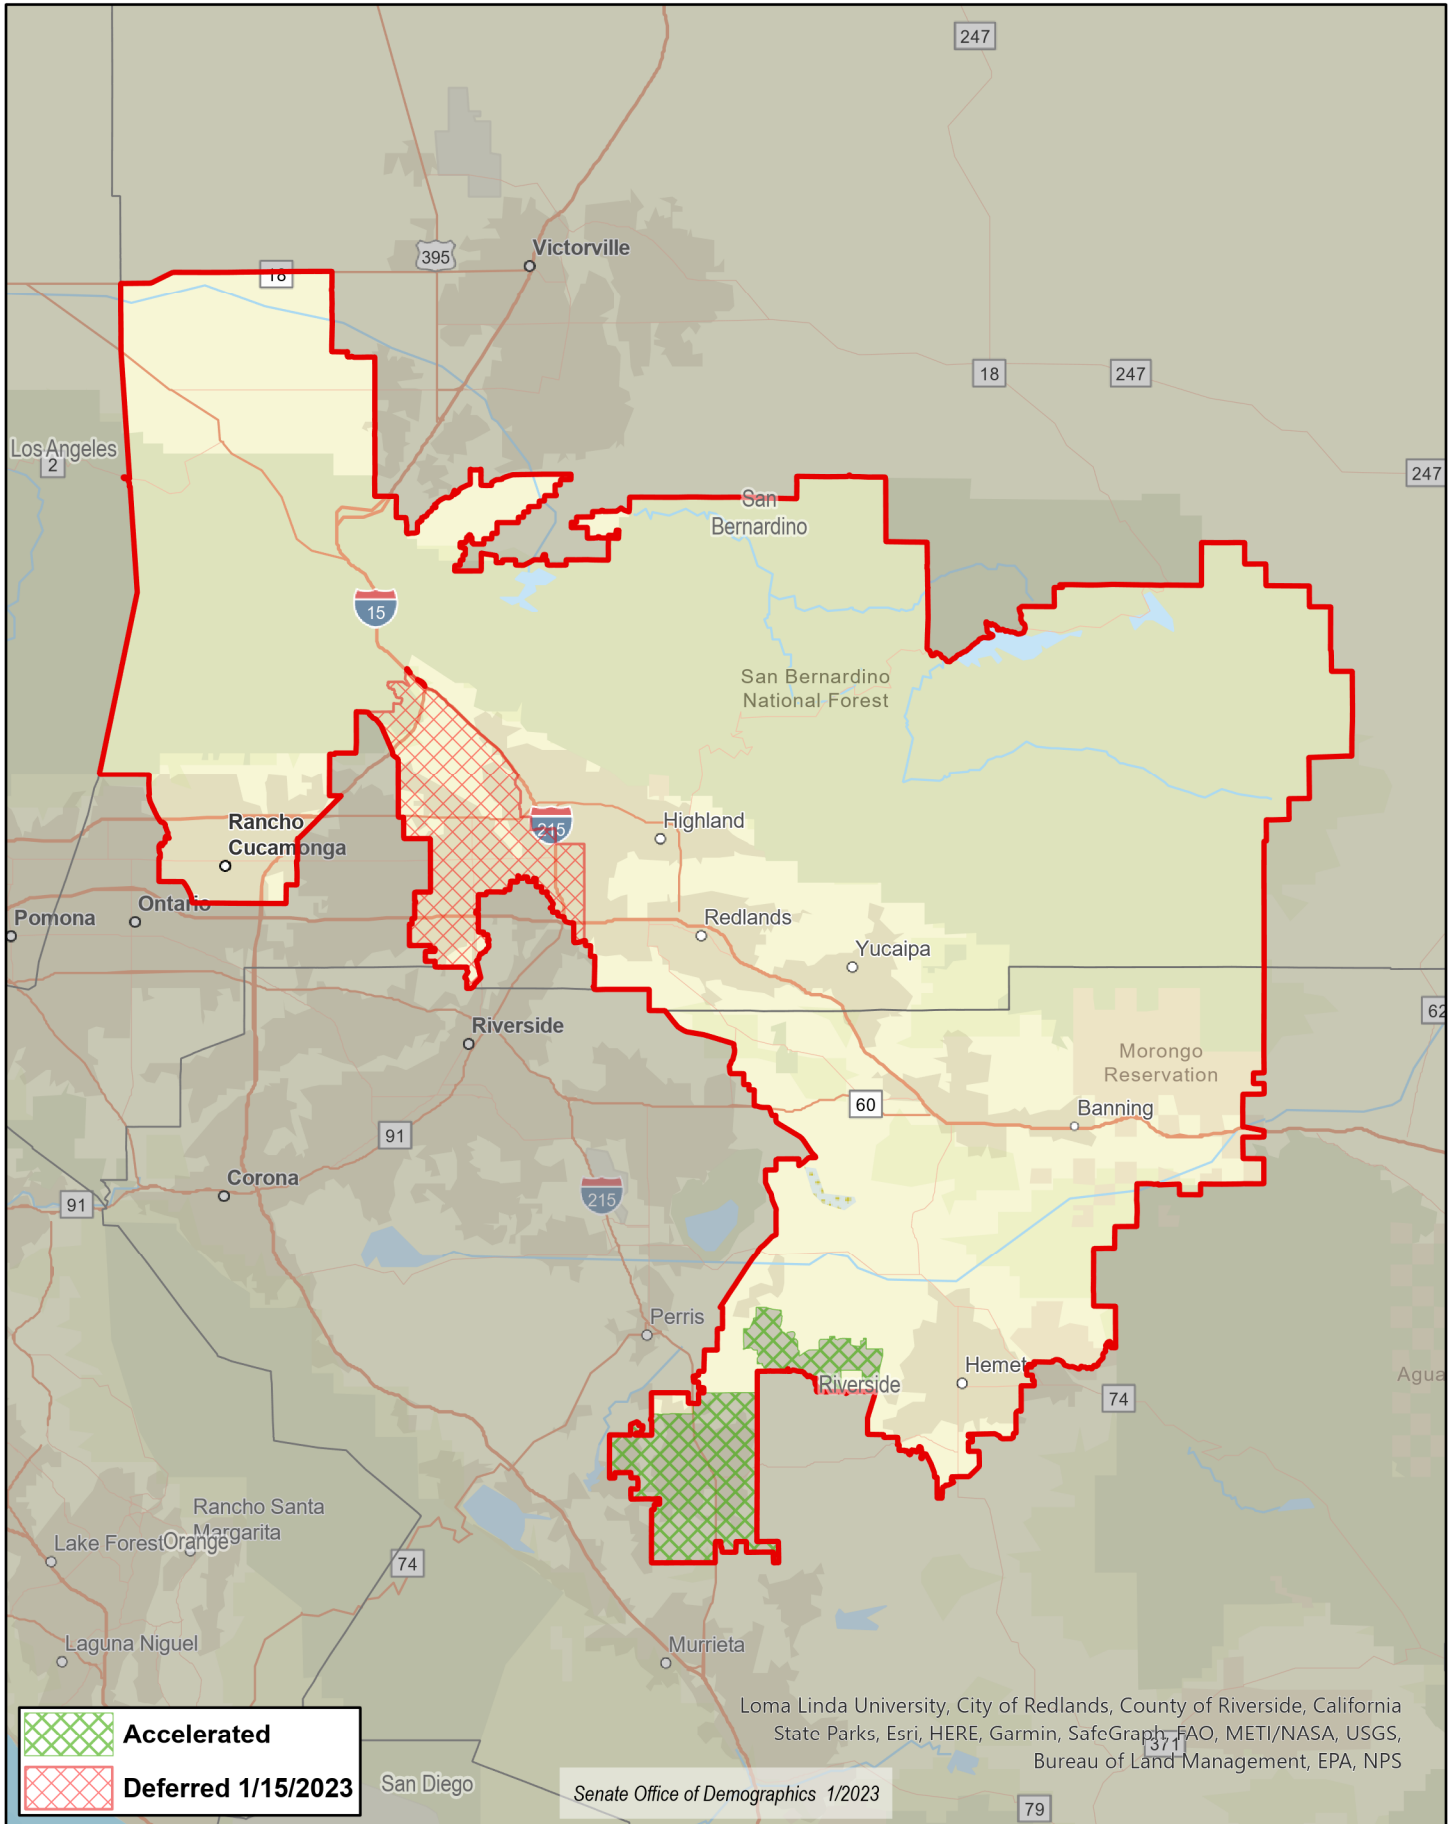 247
Victorville
395
18
18
247
Los Angeles
2
247
San
Bernardino
15
San Bernardino
National Forest
Rancho
Cucamonga
215
Highland
Ontario
Pomona
Redlands
Yucaipa
62
Riverside
Morongo
Reservation
60
Banning
91
Corona
91
215
Perris
Hemet
Riverside
74
Agua
Rancho Santa
Margarita
Lake Forest
Orange
74
Laguna Niguel
Murrieta
Loma Linda University, City of Redlands, County of Riverside, California
State Parks, Esri, HERE, Garmin, SafeGraph, FAO, METI/NASA, USGS,
371
Bureau of Land Management, EPA, NPS
Accelerated
Deferred 1/15/2023
San Diego
Senate Office of Demographics 1/2023
79